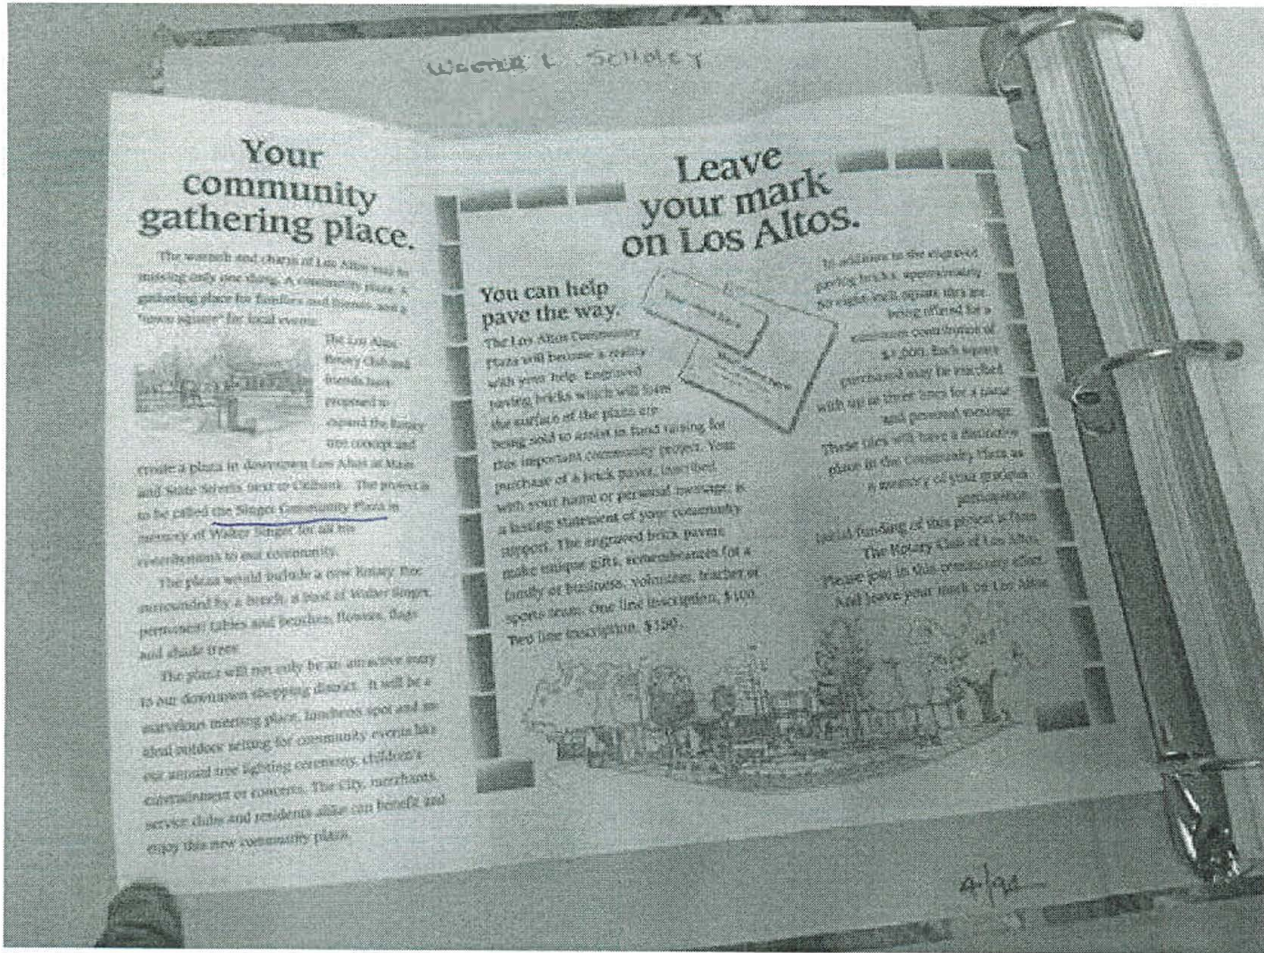 Your
community
gathering place.
The warmth and charm of Los Altos may be
missing only one thing. A community place. A
gathering place for families and friends, and a
"town square" for local events.
The Los Altos
Rotary Club and
friends have
proposed to
expand the Rotary
tree concept and
create a plaza in downtown Los Altos at Main
and State Streets next to Citibank. The project is
to be called the Singer Community Plaza in
memory of Walter Singer for all his
contributions to our community.
The plaza would include a new Rotary tree
surrounded by a bench, a bust of Walter Singer,
permanent tables and benches, flowers, flags
and shade trees.
The plaza will not only be an attractive entry
to our downtown shopping district. It will be a
marvelous meeting place, luncheon spot and an
ideal outdoor setting for community events like
our annual tree lighting ceremony, children's
entertainment or concerts. The City, merchants,
service clubs and residents alike can benefit and
enjoy this new community plaza.
Leave
your mark
on Los Altos.
You can help
pave the way.
The Los Altos Community
Plaza will become a reality
with your help. Engraved
paving bricks which will form
the surface of the plaza are
being sold to assist in fund raising for
this important community project. Your
purchase of a brick paver, inscribed
with your name or personal message, is
a lasting statement of your community
support. The engraved brick pavers
make unique gifts, remembrances for a
family or business, volunteer, teacher or
sports team. One line inscription, $100.
Two line inscription, $150.
Your name here
In addition to the engraved
paving bricks, approximately
eight-inch square tiles are
being offered for a
minimum contribution of
$1,000. Each square
purchased may be enriched
with up to three lines for a name
and personal message.
These tiles will have a distinctive
place in the Community Plaza as
a memory of your gracious
participation.
funding of this project is from
The Rotary Club of Los Altos.
Please join in this community effort.
And leave your mark on Los Altos.
4/94